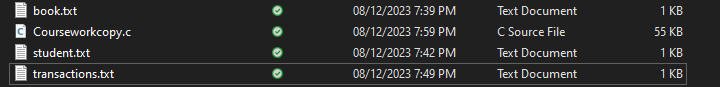 book.txt 08/12/2023 7:39 PM Text Document 1 KB
Courseworkcopy.c 08/12/2023 7:59 PM C Source File 55 KB
student.txt 08/12/2023 7:42 PM Text Document 1 KB
transactions.txt 08/12/2023 7:49 PM Text Document 1 KB